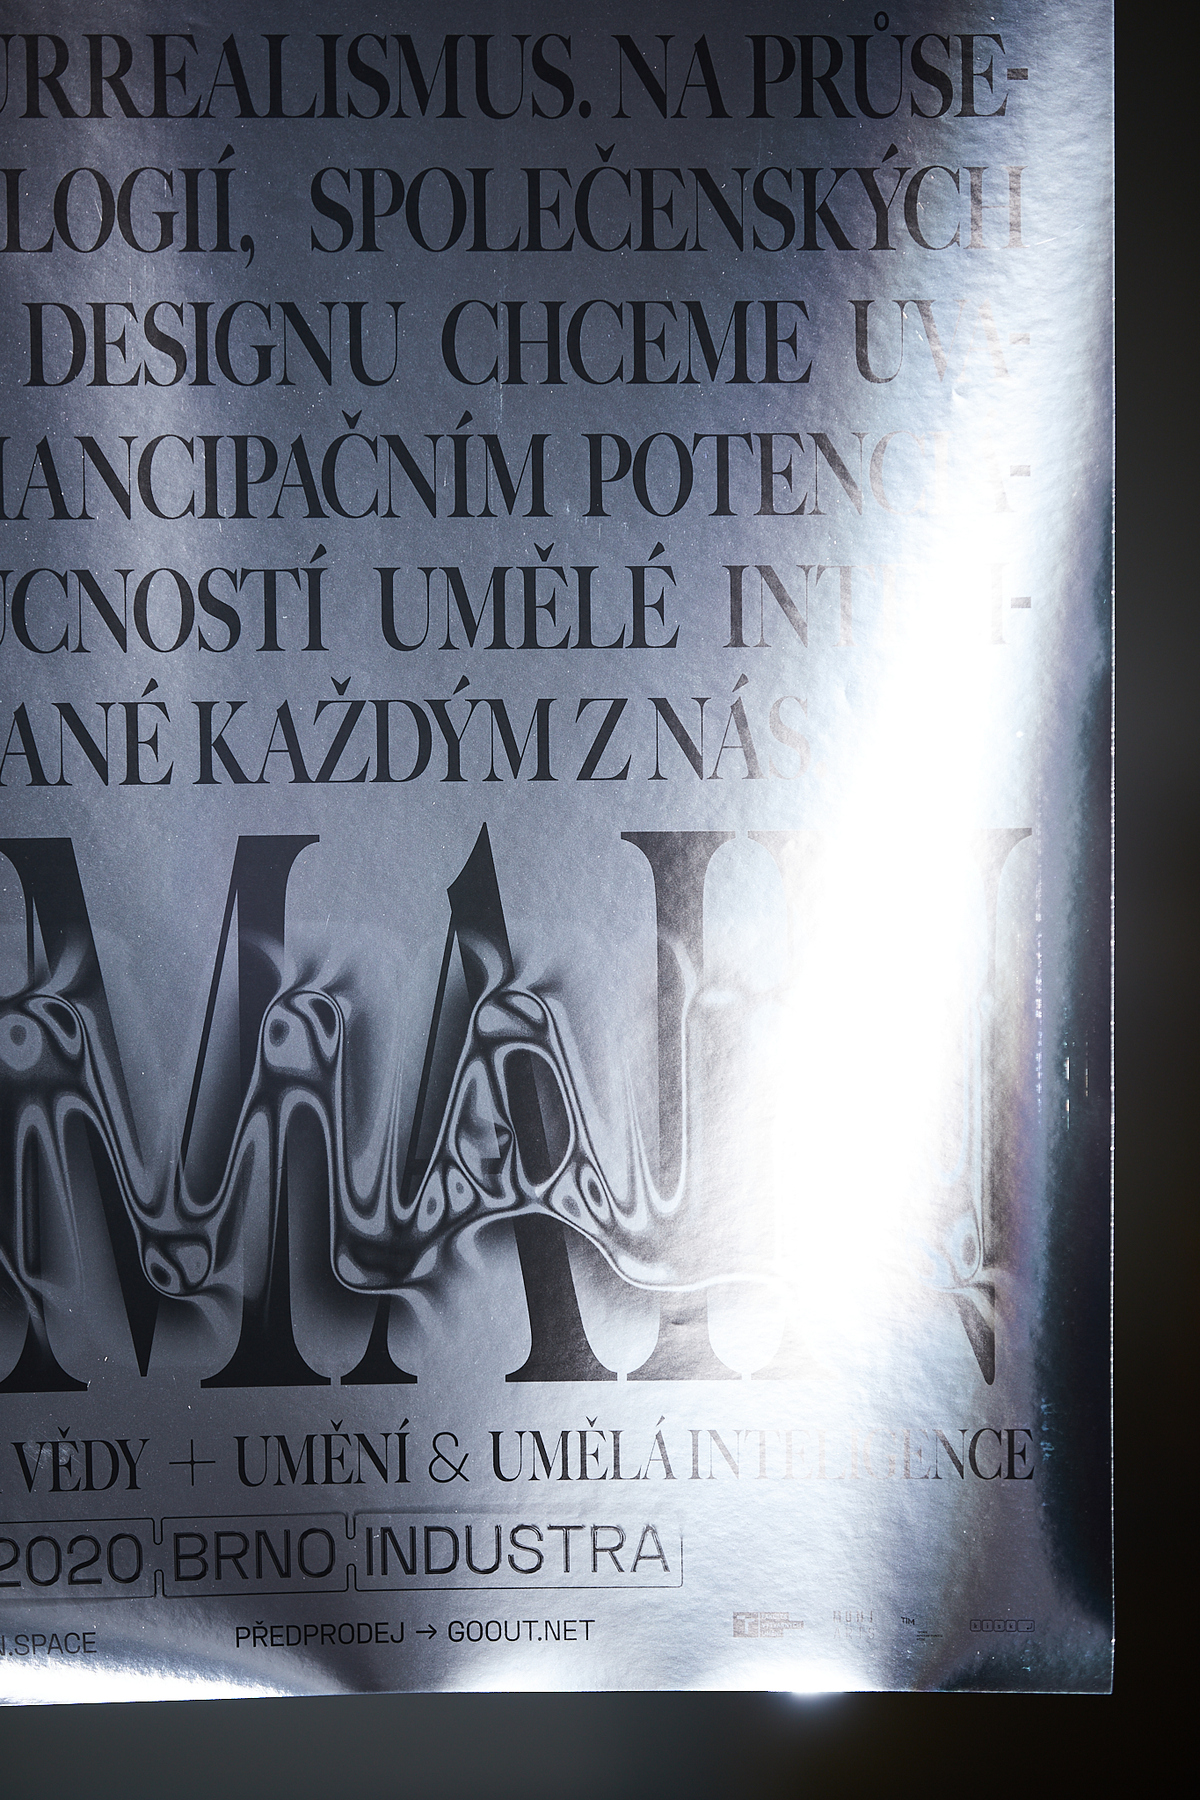 URREALISMUS. NA PRŮSE-
LOGIÍ, SPOLEČENSKÝCH
DESIGNU CHCEME UVA-
MANCIPAČNÍM POTENCI
UCNOSTÍ UMĚLÉ
ANÉ KAŽDÝM Z NÁS.
MAIN
VĚDY + UMĚNÍ & UMĚLÁ INTELIGENCE
2020 BRNO INDUSTRA
N.SPACE PŘEDPRODEJ → GOOUT.NET